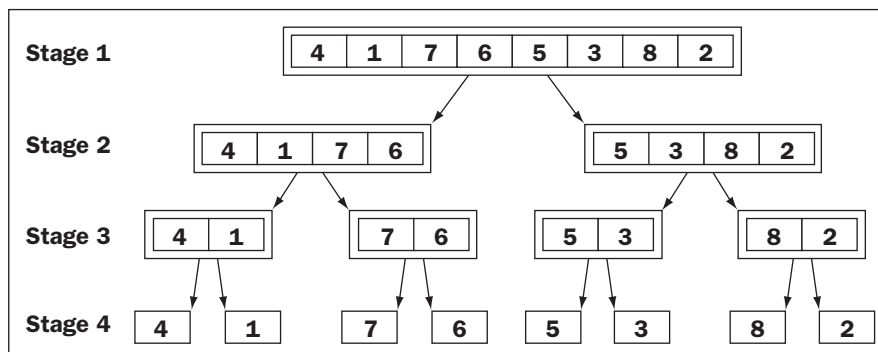 Stage 1 4 1 7 6 5 3 8 2
Stage 2 4 1 7 6 5 3 8 2
Stage 3 4 1 7 6 5 3 8 2
Stage 4 4 1 7 6 5 3 8 2